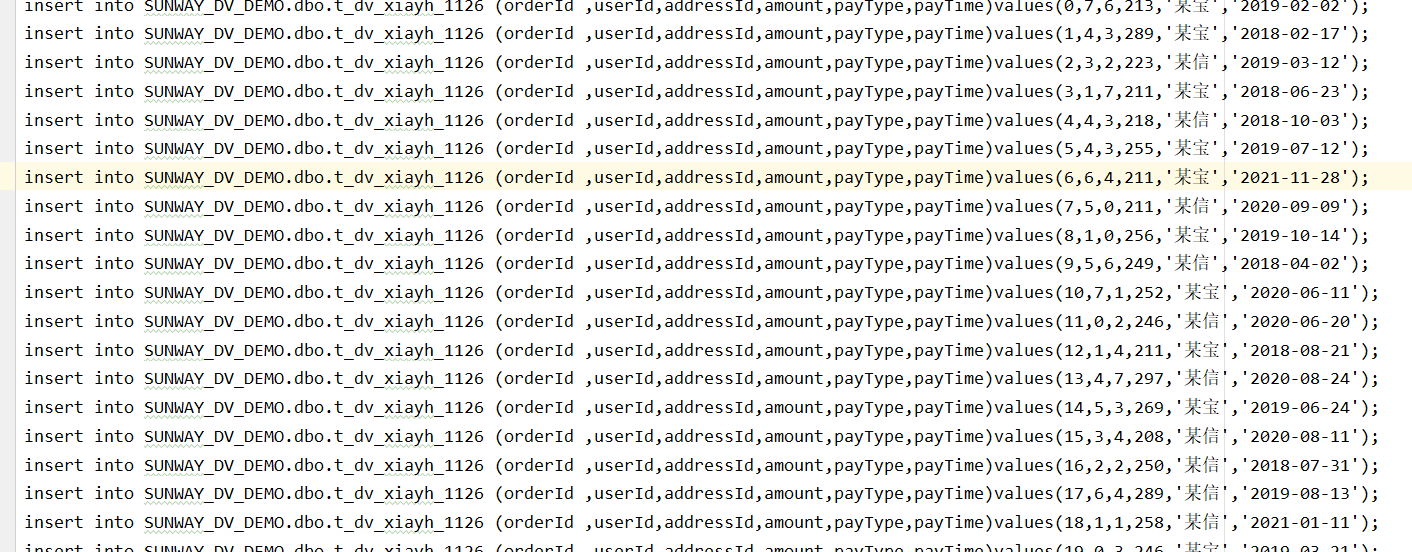 insert into SUNWAY_DV_DEMO.dbo.t_dv_xiayh_1126 (orderId ,userId,addressId,amount,payType,payTime)values(0,7,6,213,'某宝','2019-02-02');
insert into SUNWAY_DV_DEMO.dbo.t_dv_xiayh_1126 (orderId ,userId,addressId,amount,payType,payTime)values(1,4,3,289,'某宝','2018-02-17');
insert into SUNWAY_DV_DEMO.dbo.t_dv_xiayh_1126 (orderId ,userId,addressId,amount,payType,payTime)values(2,3,2,223,'某信','2019-03-12');
insert into SUNWAY_DV_DEMO.dbo.t_dv_xiayh_1126 (orderId ,userId,addressId,amount,payType,payTime)values(3,1,7,211,'某宝','2018-06-23');
insert into SUNWAY_DV_DEMO.dbo.t_dv_xiayh_1126 (orderId ,userId,addressId,amount,payType,payTime)values(4,4,3,218,'某信','2018-10-03');
insert into SUNWAY_DV_DEMO.dbo.t_dv_xiayh_1126 (orderId ,userId,addressId,amount,payType,payTime)values(5,4,3,255,'某宝','2019-07-12');
insert into SUNWAY_DV_DEMO.dbo.t_dv_xiayh_1126 (orderId ,userId,addressId,amount,payType,payTime)values(6,6,4,211,'某宝','2021-11-28');
insert into SUNWAY_DV_DEMO.dbo.t_dv_xiayh_1126 (orderId ,userId,addressId,amount,payType,payTime)values(7,5,0,211,'某信','2020-09-09');
insert into SUNWAY_DV_DEMO.dbo.t_dv_xiayh_1126 (orderId ,userId,addressId,amount,payType,payTime)values(8,1,0,256,'某宝','2019-10-14');
insert into SUNWAY_DV_DEMO.dbo.t_dv_xiayh_1126 (orderId ,userId,addressId,amount,payType,payTime)values(9,5,6,249,'某信','2018-04-02');
insert into SUNWAY_DV_DEMO.dbo.t_dv_xiayh_1126 (orderId ,userId,addressId,amount,payType,payTime)values(10,7,1,252,'某宝','2020-06-11');
insert into SUNWAY_DV_DEMO.dbo.t_dv_xiayh_1126 (orderId ,userId,addressId,amount,payType,payTime)values(11,0,2,246,'某信','2020-06-20');
insert into SUNWAY_DV_DEMO.dbo.t_dv_xiayh_1126 (orderId ,userId,addressId,amount,payType,payTime)values(12,1,4,211,'某宝','2018-08-21');
insert into SUNWAY_DV_DEMO.dbo.t_dv_xiayh_1126 (orderId ,userId,addressId,amount,payType,payTime)values(13,4,7,297,'某信','2020-08-24');
insert into SUNWAY_DV_DEMO.dbo.t_dv_xiayh_1126 (orderId ,userId,addressId,amount,payType,payTime)values(14,5,3,269,'某宝','2019-06-24');
insert into SUNWAY_DV_DEMO.dbo.t_dv_xiayh_1126 (orderId ,userId,addressId,amount,payType,payTime)values(15,3,4,208,'某信','2020-08-11');
insert into SUNWAY_DV_DEMO.dbo.t_dv_xiayh_1126 (orderId ,userId,addressId,amount,payType,payTime)values(16,2,2,250,'某信','2018-07-31');
insert into SUNWAY_DV_DEMO.dbo.t_dv_xiayh_1126 (orderId ,userId,addressId,amount,payType,payTime)values(17,6,4,289,'某信','2019-08-13');
insert into SUNWAY_DV_DEMO.dbo.t_dv_xiayh_1126 (orderId ,userId,addressId,amount,payType,payTime)values(18,1,1,258,'某信','2021-01-11');
insert into SUNWAY_DV_DEMO.dbo.t_dv_xiayh_1126 (orderId ,userId,addressId,amount,payType,payTime)